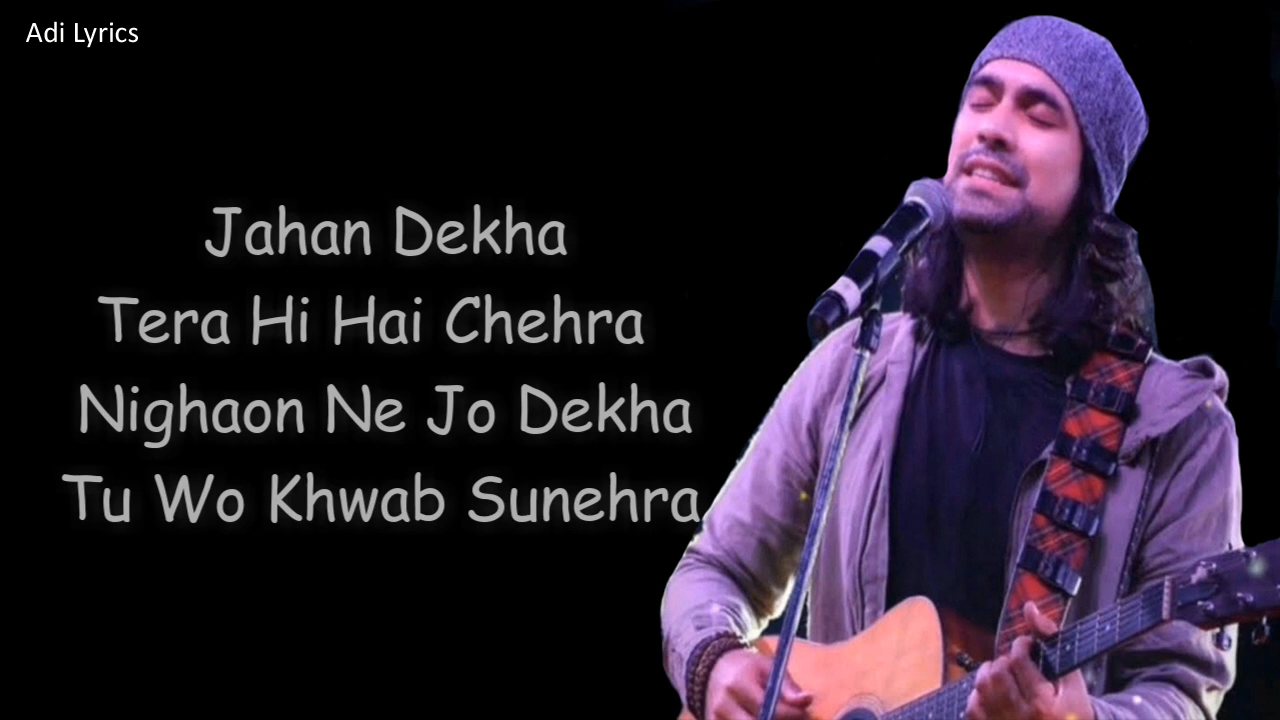 Adi Lyrics
Jahan Dekha
Tera Hi Hai Chehra
Nighaon Ne Jo Dekha
Tu Wo Khwab Sunehra